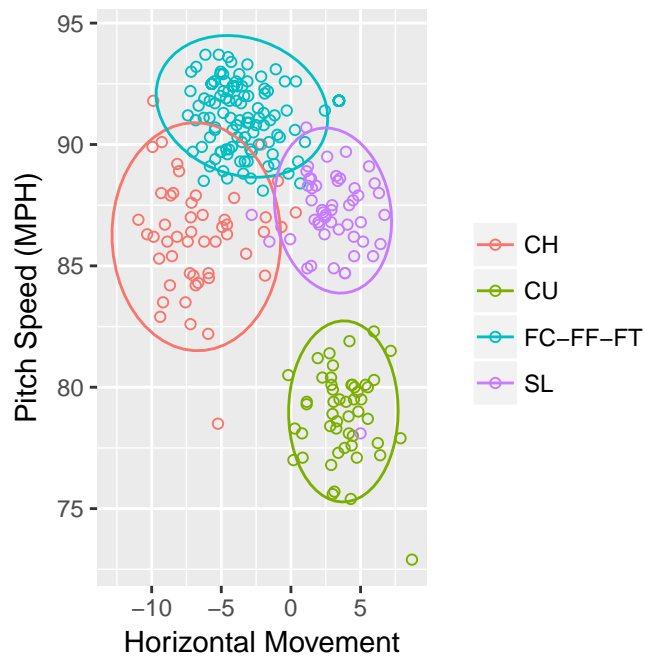 95
90
85
80
75
Pitch Speed (MPH)
−10 −5 0 5
Horizontal Movement
CH
CU
FC−FF−FT
SL